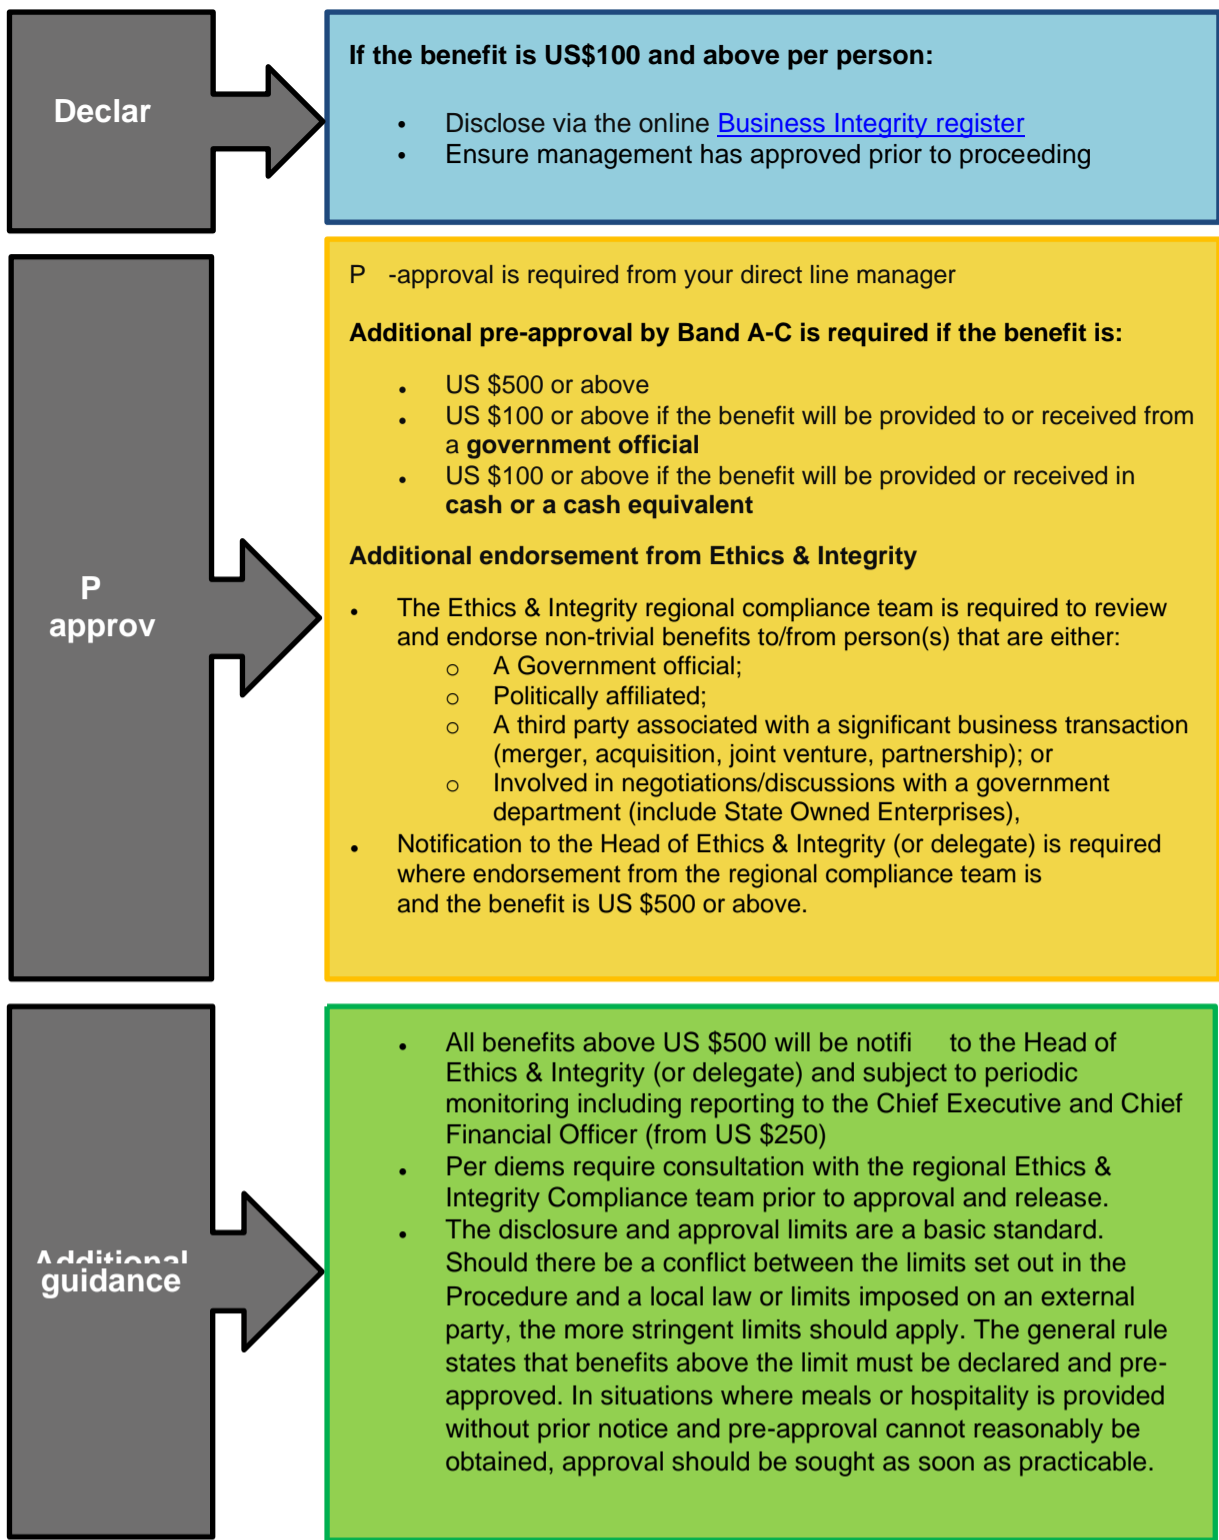 Declar
If the benefit is US$100 and above per person:
• Disclose via the online Business Integrity register
• Ensure management has approved prior to proceeding
P
approv
P -approval is required from your direct line manager
Additional pre-approval by Band A-C is required if the benefit is:
• US $500 or above
• US $100 or above if the benefit will be provided to or received from
a government official
• US $100 or above if the benefit will be provided or received in
cash or a cash equivalent
Additional endorsement from Ethics & Integrity
• The Ethics & Integrity regional compliance team is required to review
and endorse non-trivial benefits to/from person(s) that are either:
o A Government official;
o Politically affiliated;
o A third party associated with a significant business transaction
(merger, acquisition, joint venture, partnership); or
o Involved in negotiations/discussions with a government
department (include State Owned Enterprises),
• Notification to the Head of Ethics & Integrity (or delegate) is required
where endorsement from the regional compliance team is
and the benefit is US $500 or above.
Additional
guidance
• All benefits above US $500 will be notifi to the Head of
Ethics & Integrity (or delegate) and subject to periodic
monitoring including reporting to the Chief Executive and Chief
Financial Officer (from US $250)
• Per diems require consultation with the regional Ethics &
Integrity Compliance team prior to approval and release.
• The disclosure and approval limits are a basic standard.
Should there be a conflict between the limits set out in the
Procedure and a local law or limits imposed on an external
party, the more stringent limits should apply. The general rule
states that benefits above the limit must be declared and pre-
approved. In situations where meals or hospitality is provided
without prior notice and pre-approval cannot reasonably be
obtained, approval should be sought as soon as practicable.